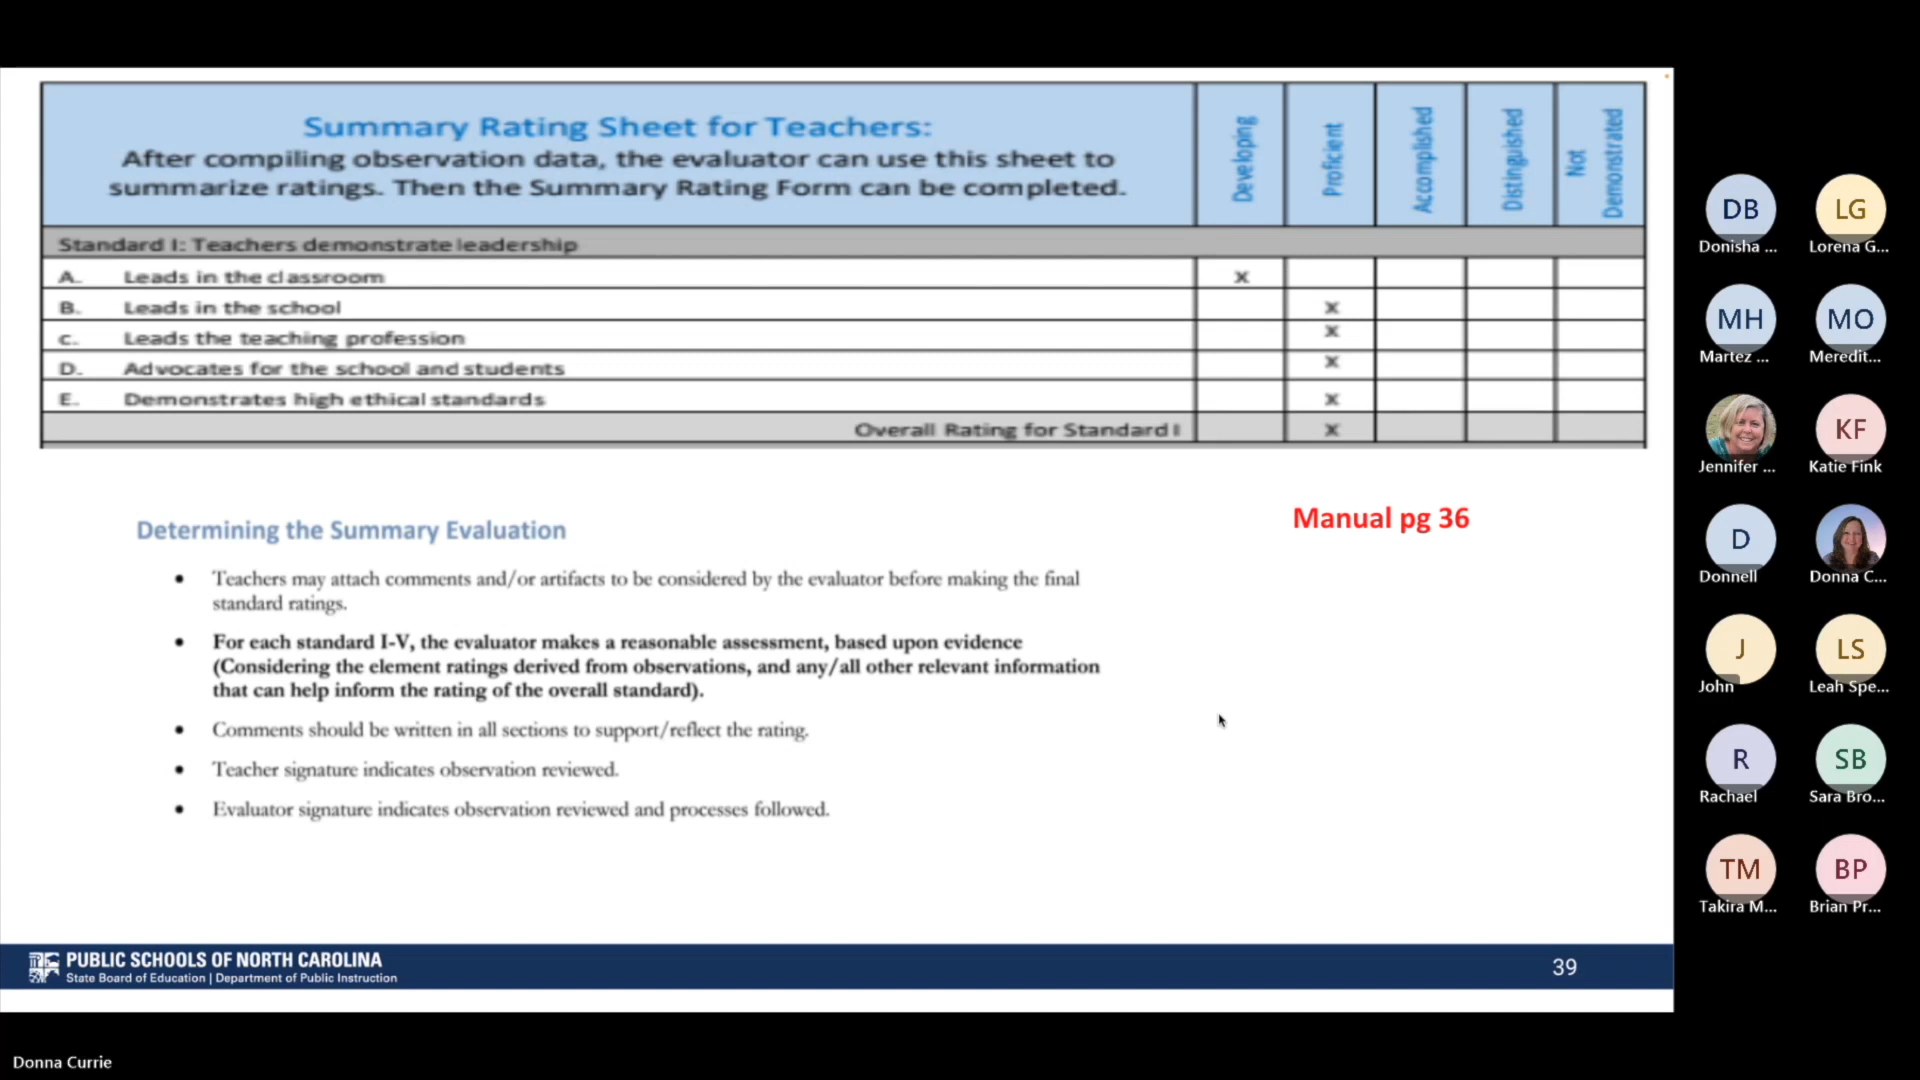 Summary Rating Sheet for Teachers:
After compiling observation data, the evaluator can use this sheet to
summarize ratings. Then the Summary Rating Form can be completed.
Developing
Proficient
Accomplished
Distinguished
Not
Demonstrated
Standard I: Teachers demonstrate leadership
A. Leads in the classroom X
B. Leads in the school X
C. Leads the teaching profession X
D. Advocates for the school and students X
E. Demonstrates high ethical standards X
Overall Rating for Standard I X
Manual pg 36
Determining the Summary Evaluation
• Teachers may attach comments and/or artifacts to be considered by the evaluator before making the final
standard ratings.
• For each standard I-V, the evaluator makes a reasonable assessment, based upon evidence
(Considering the element ratings derived from observations, and any/all other relevant information
that can help inform the rating of the overall standard).
• Comments should be written in all sections to support/reflect the rating.
• Teacher signature indicates observation reviewed.
• Evaluator signature indicates observation reviewed and processes followed.
PUBLIC SCHOOLS OF NORTH CAROLINA
State Board of Education | Department of Public Instruction
39
DB
Donisha ...
LG
Lorena G...
MH
Martez ...
MO
Meredit...
Jennifer ...
KF
Katie Fink
D
Donnell
Donna C...
J
John
LS
Leah Spe...
R
Rachael
SB
Sara Bro...
TM
Takira M...
BP
Brian Pr...
Donna Currie